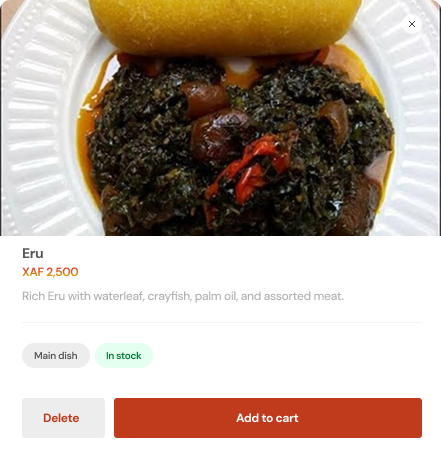 Eru
XAF 2,500
Rich Eru with waterleaf, crayfish, palm oil, and assorted meat.
Main dish
In stock
Delete
Add to cart